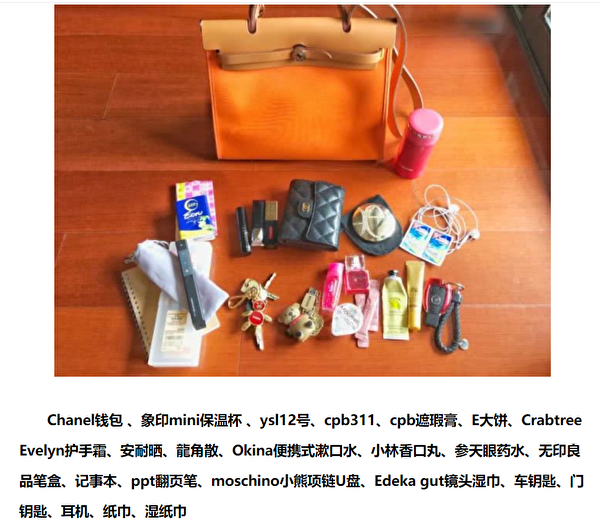 Chanel钱包 、象印mini保温杯 、ysl12号、cpb311、cpb遮瑕膏、E大饼、Crabtree
Evelyn护手霜、安耐晒、龍角散、Okina便携式漱口水、小林香口丸、参天眼药水、无印良
品笔盒、记事本、ppt翻页笔、moschino小熊项链U盘、Edeka gut镜头湿巾、车钥匙、门
钥匙、耳机、纸巾、湿纸巾